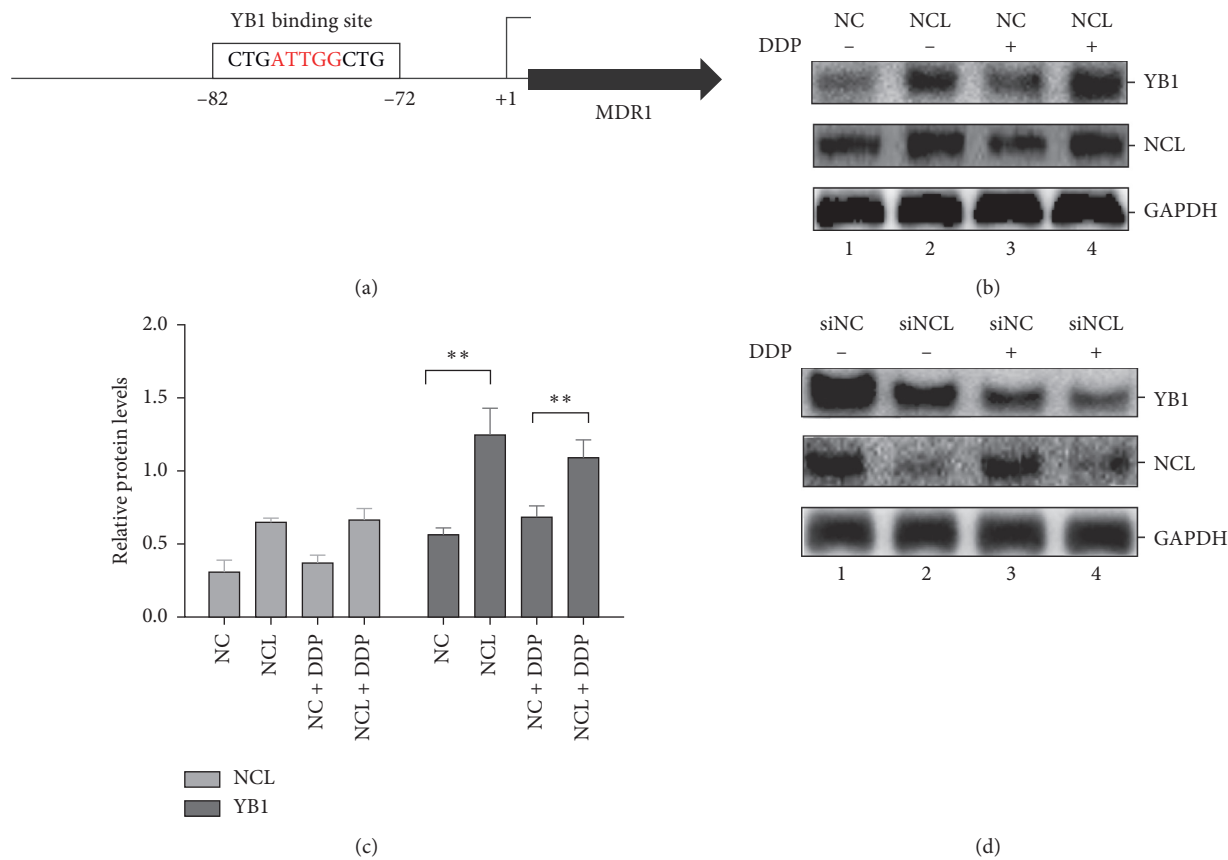 YB1 binding site
CTGATTGGCTG
−82
−72
+1
MDR1
(a)
NC NCL NC NCL
DDP − − + +
YB1
NCL
GAPDH
1 2 3 4
(b)
2.0
1.5
1.0
0.5
0.0
Relative protein levels
** **
NC
NCL
NC + DDP
NCL + DDP
NC
NCL
NC + DDP
NCL + DDP
NCL
YB1
(c)
siNC siNCL siNC siNCL
DDP − − + +
YB1
NCL
GAPDH
1 2 3 4
(d)